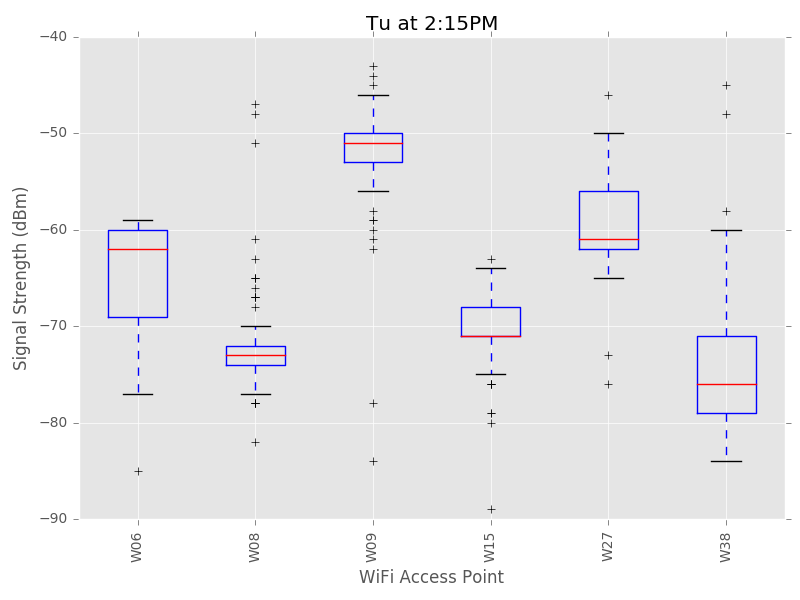 Tu at 2:15PM
−40
−50
−60
−70
−80
−90
Signal Strength (dBm)
W06
W08
W09
W15
W27
W38
WiFi Access Point